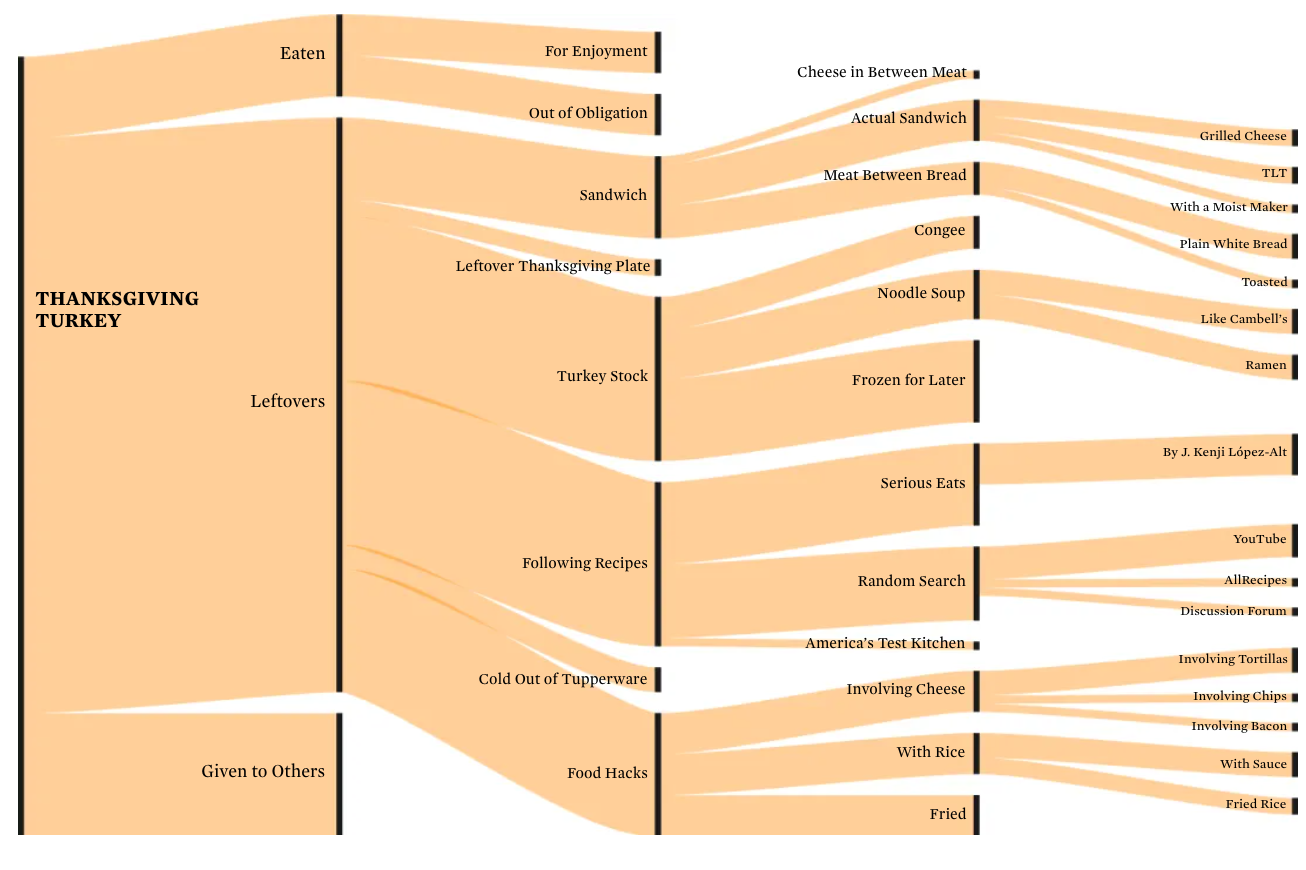 THANKSGIVING
TURKEY
Eaten
Leftovers
Given to Others
For Enjoyment
Out of Obligation
Sandwich
Leftover Thanksgiving Plate
Turkey Stock
Following Recipes
Cold Out of Tupperware
Food Hacks
Cheese in Between Meat
Actual Sandwich
Meat Between Bread
Congee
Noodle Soup
Frozen for Later
Serious Eats
Random Search
America’s Test Kitchen
Involving Cheese
With Rice
Fried
Grilled Cheese
TLT
With a Moist Maker
Plain White Bread
Toasted
Like Cambell’s
Ramen
By J. Kenji López-Alt
YouTube
AllRecipes
Discussion Forum
Involving Tortillas
Involving Chips
Involving Bacon
With Sauce
Fried Rice